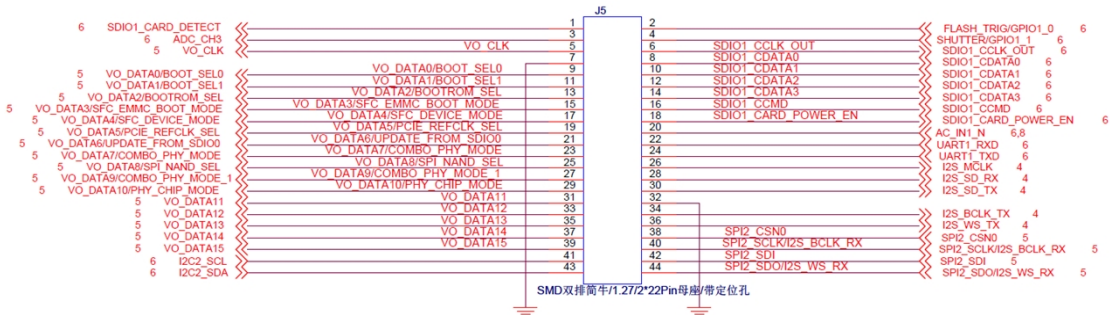 J5
6 SDIO1_CARD_DETECT 1 2 FLASH_TRIG/GPIO1_0 6
6 ADC_CH3 3 4 SHUTTER/GPIO1_1 6
5 VO_CLK VO_CLK 5 6 SDIO1_CCLK_OUT SDIO1_CCLK_OUT 6
7 8 SDIO1_CDATA0 SDIO1_CDATA0 6
5 VO_DATA0/BOOT_SEL0 VO_DATA0/BOOT_SEL0 9 10 SDIO1_CDATA1 SDIO1_CDATA1 6
5 VO_DATA1/BOOT_SEL1 VO_DATA1/BOOT_SEL1 11 12 SDIO1_CDATA2 SDIO1_CDATA2 6
5 VO_DATA2/BOOTROM_SEL VO_DATA2/BOOTROM_SEL 13 14 SDIO1_CDATA3 SDIO1_CDATA3 6
5 VO_DATA3/SFC_EMMC_BOOT_MODE VO_DATA3/SFC_EMMC_BOOT_MODE 15 16 SDIO1_CCMD SDIO1_CCMD 6
5 VO_DATA4/SFC_DEVICE_MODE VO_DATA4/SFC_DEVICE_MODE 17 18 SDIO1_CARD_POWER_EN SDIO1_CARD_POWER_EN 6
5 VO_DATA5/PCIE_REFCLK_SEL VO_DATA5/PCIE_REFCLK_SEL 19 20 AC_IN1_N 6,8
5 VO_DATA6/UPDATE_FROM_SDIO0 VO_DATA6/UPDATE_FROM_SDIO0 21 22 UART1_RXD 6
5 VO_DATA7/COMBO_PHY_MODE VO_DATA7/COMBO_PHY_MODE 23 24 UART1_TXD 6
5 VO_DATA8/SPI_NAND_SEL VO_DATA8/SPI_NAND_SEL 25 26 I2S_MCLK 4
5 VO_DATA9/COMBO_PHY_MODE_1 VO_DATA9/COMBO_PHY_MODE_1 27 28 I2S_SD_RX 4
5 VO_DATA10/PHY_CHIP_MODE VO_DATA10/PHY_CHIP_MODE 29 30 I2S_SD_TX 4
5 VO_DATA11 VO_DATA11 31 32
5 VO_DATA12 VO_DATA12 33 34 I2S_BCLK_TX 4
5 VO_DATA13 VO_DATA13 35 36 I2S_WS_TX 4
5 VO_DATA14 VO_DATA14 37 38 SPI2_CSN0 SPI2_CSN0 5
5 VO_DATA15 VO_DATA15 39 40 SPI2_SCLK/I2S_BCLK_RX SPI2_SCLK/I2S_BCLK_RX 5
6 I2C2_SCL 41 42 SPI2_SDI SPI2_SDI 5
6 I2C2_SDA 43 44 SPI2_SDO/I2S_WS_RX SPI2_SDO/I2S_WS_RX 5
SMD双排简牛/1.27/2*22Pin母座/带定位孔